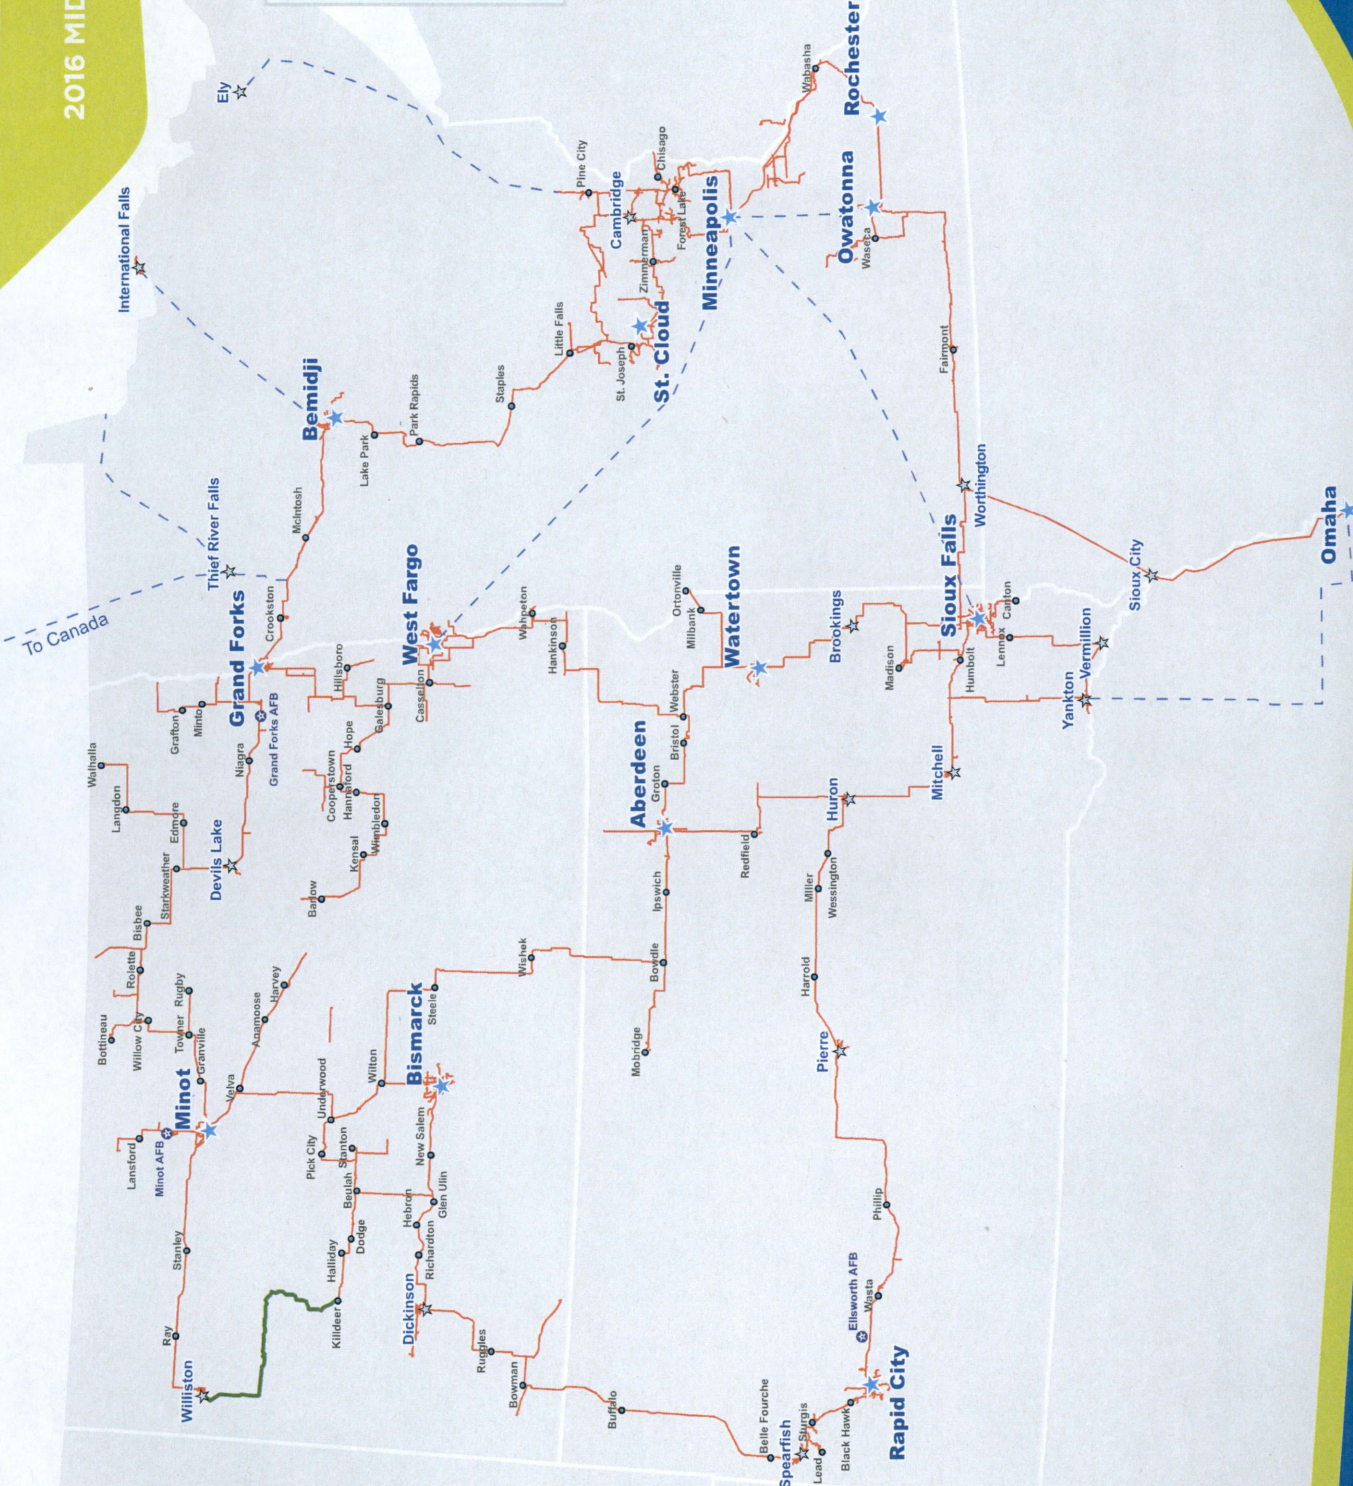 2016 MID
Ely
International Falls
Bemidji
Thief River Falls
To Canada
Grand Forks
Crookston
McIntosh
Lake Park
Park Rapids
Staples
Little Falls
St. Joseph
St. Cloud
Zimmerman
Cambridge
Pine City
Chisago
Forest Lake
Minneapolis
Wabasha
Rochester
Owatonna
Waseca
Fairmont
Worthington
Sioux City
Omaha
Walhalla
Langdon
Edmore
Grafton
Minto
Grand Forks AFB
Niagra
Devils Lake
Starkweather
Bisbee
Rolette
Bottineau
Willow City
Towner
Rugby
Granville
Minot
Minot AFB
Lansford
Velva
Anamoose
Harvey
Stanley
Ray
Williston
Killdeer
Halliday
Dodge
Beulah
Stanton
Pick City
Underwood
Wilton
Bismarck
Steele
New Salem
Glen Ulin
Hebron
Richardton
Dickinson
Ruggles
Bowman
Buffalo
Belle Fourche
Spearfish
Lead
Sturgis
Black Hawk
Rapid City
Ellsworth AFB
Wasta
Phillip
Pierre
Harrold
Miller
Wessington
Huron
Mitchell
Redfield
Aberdeen
Groton
Ipswich
Bowdle
Mobridge
Wishek
Barlow
Kensal
Wimbledon
Hannaford
Cooperstown
Hope
Galesburg
Hillsboro
Casselton
West Fargo
Wahpeton
Hankinson
Webster
Bristol
Milbank
Ortonville
Watertown
Brookings
Madison
Sioux Falls
Humbolt
Lennox
Canton
Vermillion
Yankton